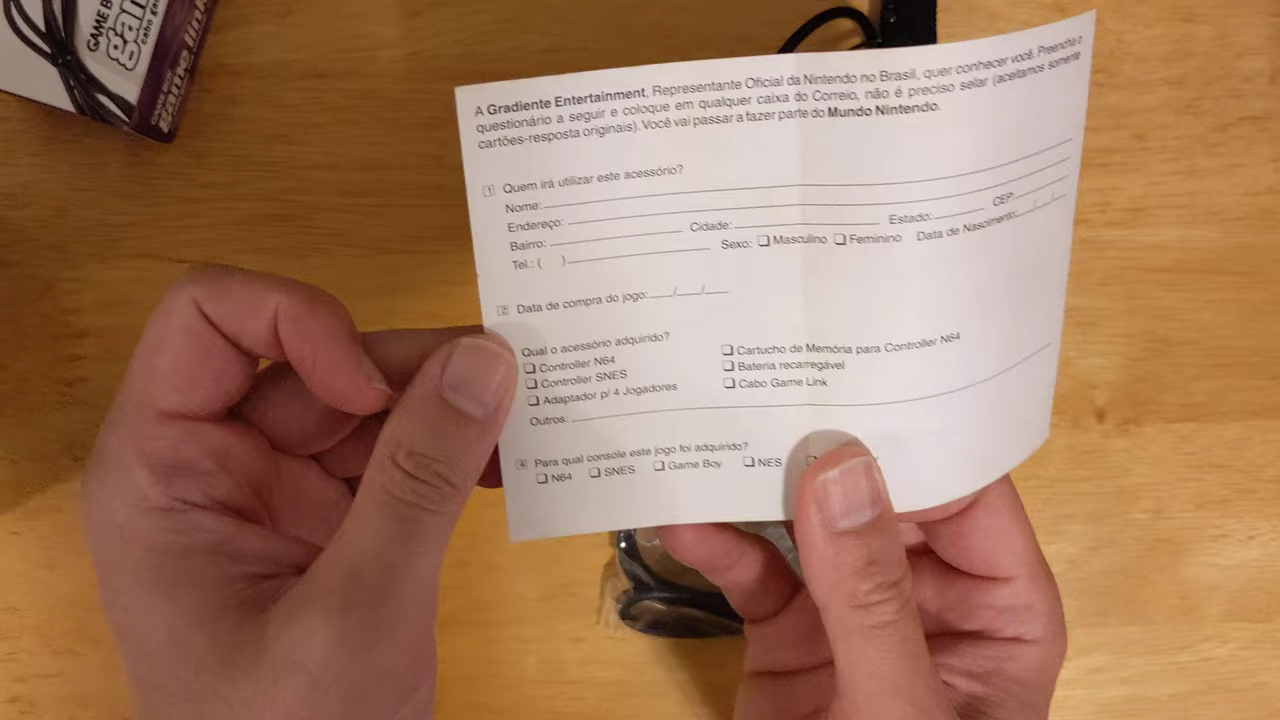 GAME B
gam
cabo gam
game link
A Gradiente Entertainment, Representante Oficial da Nintendo no Brasil, quer conhecer você. Preencha o
questionário a seguir e coloque em qualquer caixa do Correio, não é preciso selar (aceitamos somente
cartões-resposta originais). Você vai passar a fazer parte do Mundo Nintendo.
1 Quem irá utilizar este acessório?
Nome:
Endereço:
Bairro: Cidade: Estado: CEP:
Tel.: ( ) Sexo: ❏ Masculino ❏ Feminino Data de Nascimento: / /
2 Data de compra do jogo: / /
Qual o acessório adquirido?
❏ Controller N64 ❏ Cartucho de Memória para Controller N64
❏ Controller SNES ❏ Bateria recarregável
❏ Adaptador p/ 4 Jogadores ❏ Cabo Game Link
Outros:
4 Para qual console este jogo foi adquirido?
❏ N64 ❏ SNES ❏ Game Boy ❏ NES ❏